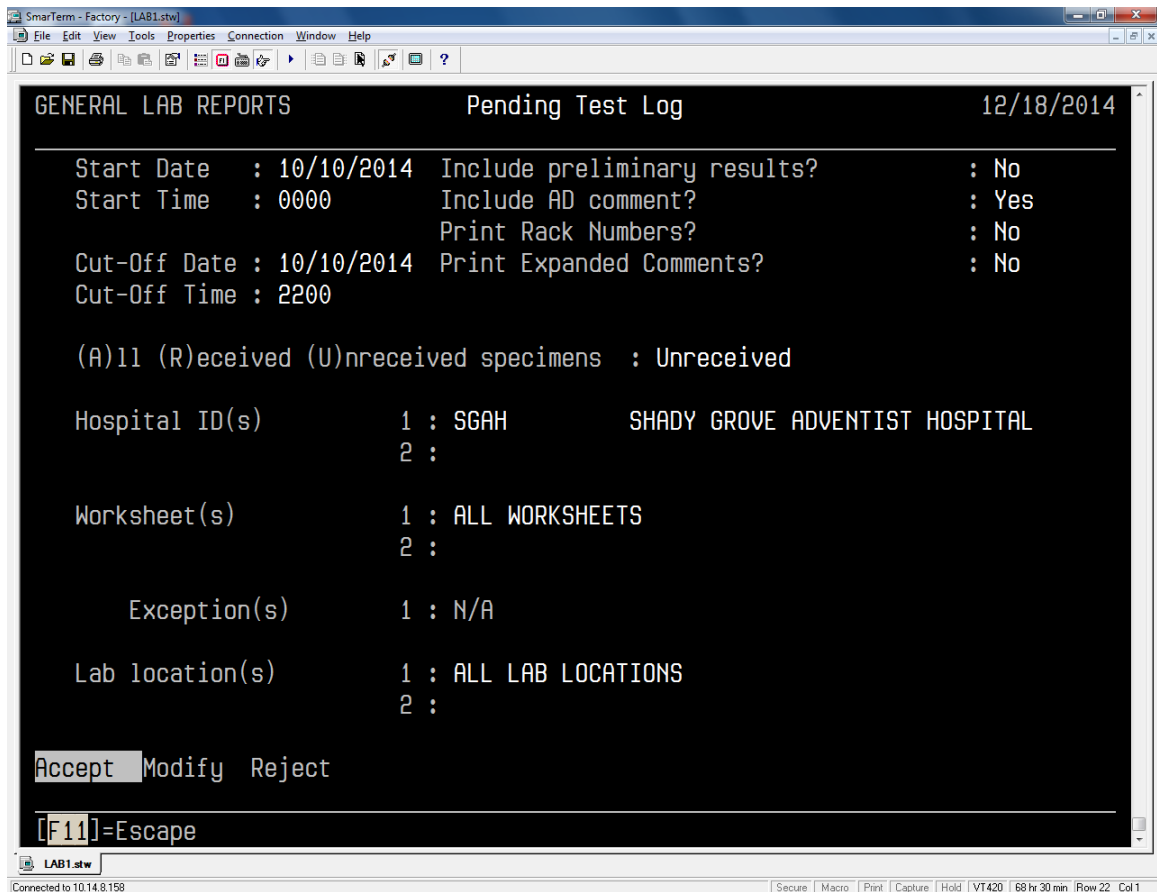 SmarTerm - Factory - [LAB1.stw]
File Edit View Tools Properties Connection Window Help
GENERAL LAB REPORTS Pending Test Log 12/18/2014
Start Date : 10/10/2014 Include preliminary results? : No
Start Time : 0000 Include AD comment? : Yes
Print Rack Numbers? : No
Cut-Off Date : 10/10/2014 Print Expanded Comments? : No
Cut-Off Time : 2200
(A)ll (R)eceived (U)nreceived specimens : Unreceived
Hospital ID(s) 1 : SGAH SHADY GROVE ADVENTIST HOSPITAL
2 :
Worksheet(s) 1 : ALL WORKSHEETS
2 :
Exception(s) 1 : N/A
Lab location(s) 1 : ALL LAB LOCATIONS
2 :
Accept Modify Reject
[F11]=Escape
LAB1.stw
Connected to 10.14.8.158 Secure Macro Print Capture Hold VT420 68 hr 30 min Row 22 Col 1